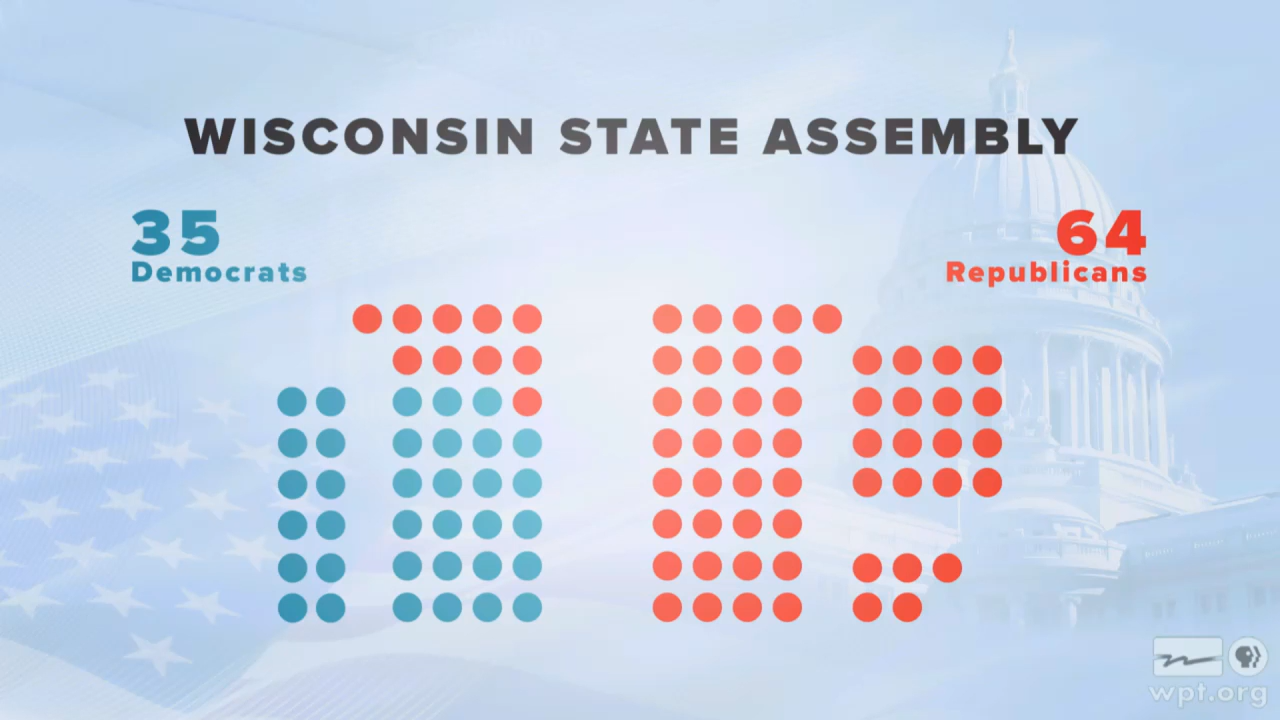 WISCONSIN STATE ASSEMBLY
35
Democrats
64
Republicans
wpt.org